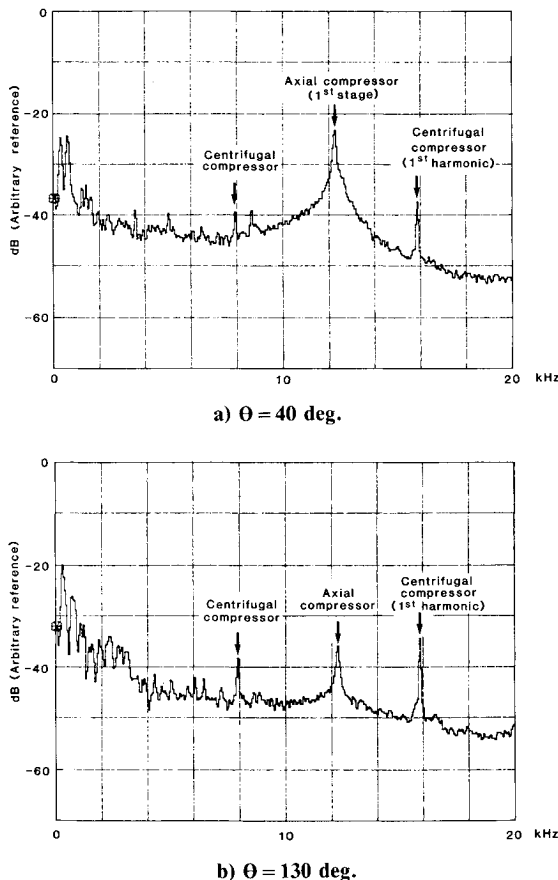 0
-20
-40
-60
dB (Arbitrary reference)
Axial compressor
(1st stage)
Centrifugal
compressor
Centrifugal
compressor
(1st harmonic)
0
10
20
kHz
a) Θ = 40 deg.
0
-20
-40
-60
dB (Arbitrary reference)
Centrifugal
compressor
Axial
compressor
Centrifugal
compressor
(1st harmonic)
0
10
20
kHz
b) Θ = 130 deg.